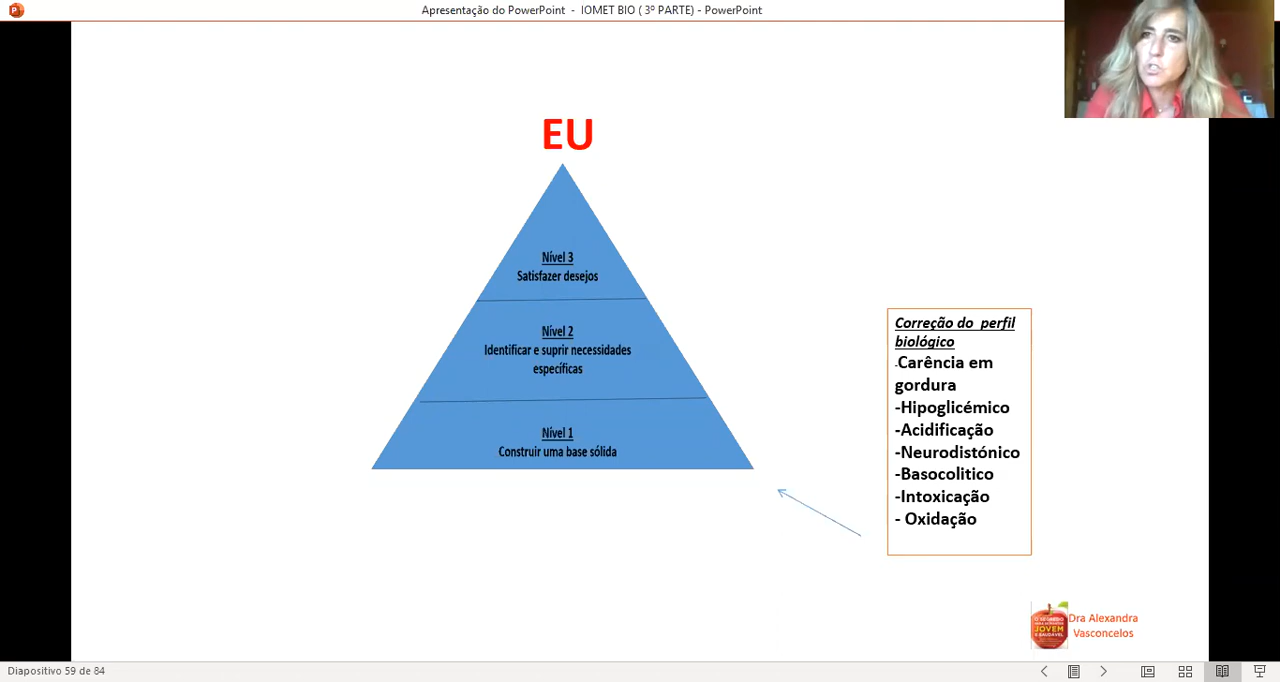 Apresentação do PowerPoint - IOMET BIO ( 3º PARTE) - PowerPoint
EU
Nível 3
Satisfazer desejos
Nível 2
Identificar e suprir necessidades
específicas
Nível 1
Construir uma base sólida
Correção do perfil
biológico
-Carência em
gordura
-Hipoglicémico
-Acidificação
-Neurodistónico
-Basocolitico
-Intoxicação
- Oxidação
JOVEM
E SAUDÁVEL
Dra Alexandra
Vasconcelos
Diapositivo 59 de 84